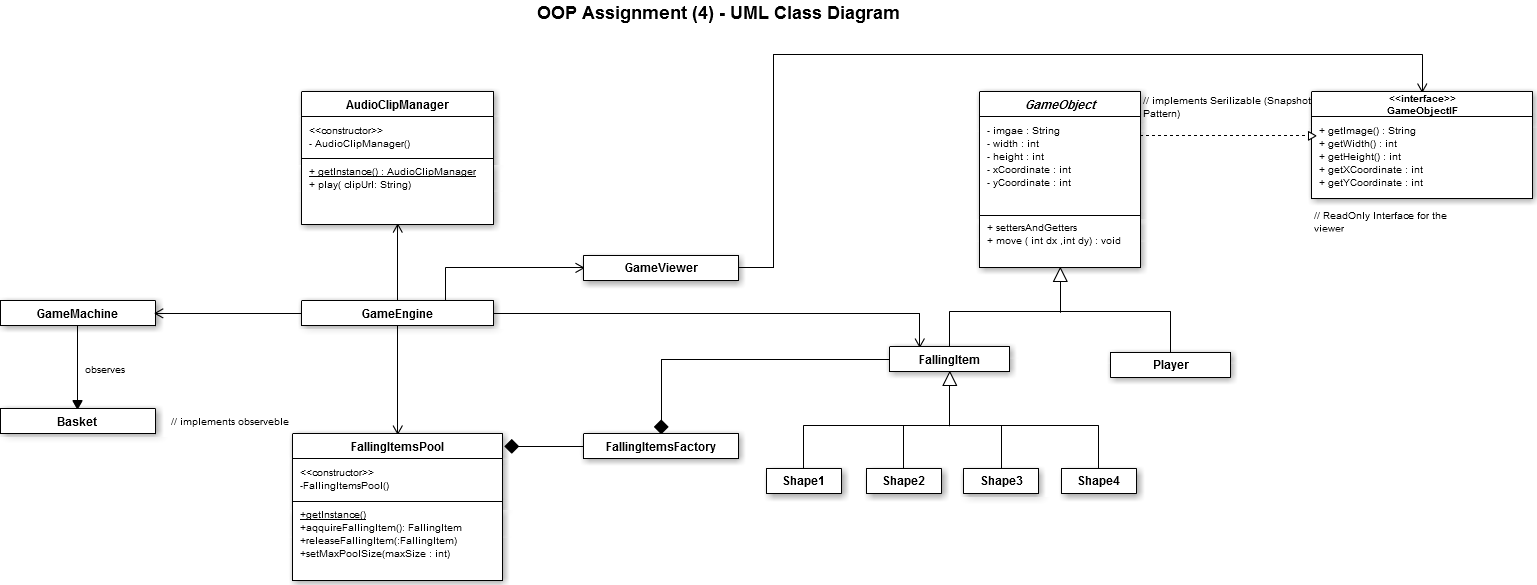 OOP Assignment (4) - UML Class Diagram
AudioClipManager
<<constructor>>
- AudioClipManager()
+ getInstance() : AudioClipManager
+ play( clipUrl: String)
GameObject
- imgae : String
- width : int
- height : int
- xCoordinate : int
- yCoordinate : int
+ settersAndGetters
+ move ( int dx ,int dy) : void
// implements Serilizable (Snapshot
Pattern)
<<interface>>
GameObjectIF
+ getImage() : String
+ getWidth() : int
+ getHeight() : int
+ getXCoordinate : int
+ getYCoordinate : int
// ReadOnly Interface for the
viewer
GameViewer
GameMachine
GameEngine
observes
FallingItem
Player
Basket
// implements observeble
FallingItemsPool
<<constructor>>
-FallingItemsPool()
+getInstance()
+aqquireFallingItem(): FallingItem
+releaseFallingItem(:FallingItem)
+setMaxPoolSize(maxSize : int)
FallingItemsFactory
Shape1
Shape2
Shape3
Shape4